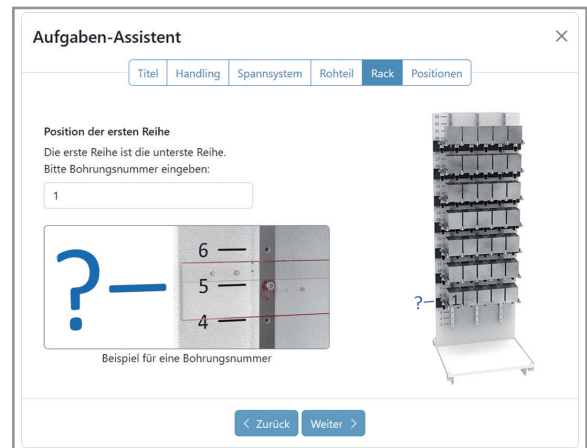 Aufgaben-Assistent
Titel
Handling
Spannsystem
Rohteil
Rack
Positionen
Position der ersten Reihe
Die erste Reihe ist die unterste Reihe.
Bitte Bohrungsnummer eingeben:
1
?
6
5
4
Beispiel für eine Bohrungsnummer
? 1
Zurück
Weiter